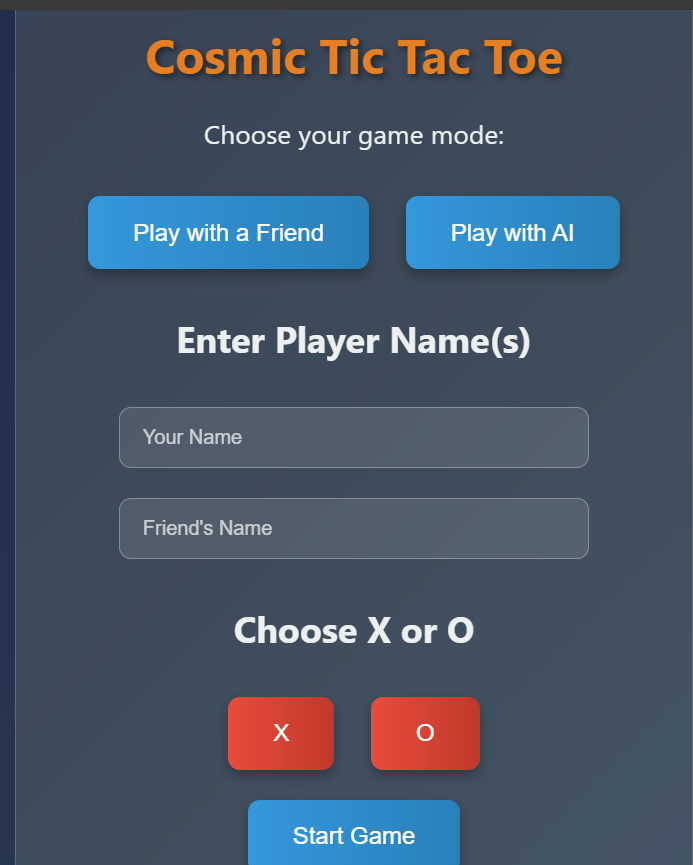 Cosmic Tic Tac Toe
Choose your game mode:
Play with a Friend Play with AI
Enter Player Name(s)
Your Name
Friend's Name
Choose X or O
X O
Start Game